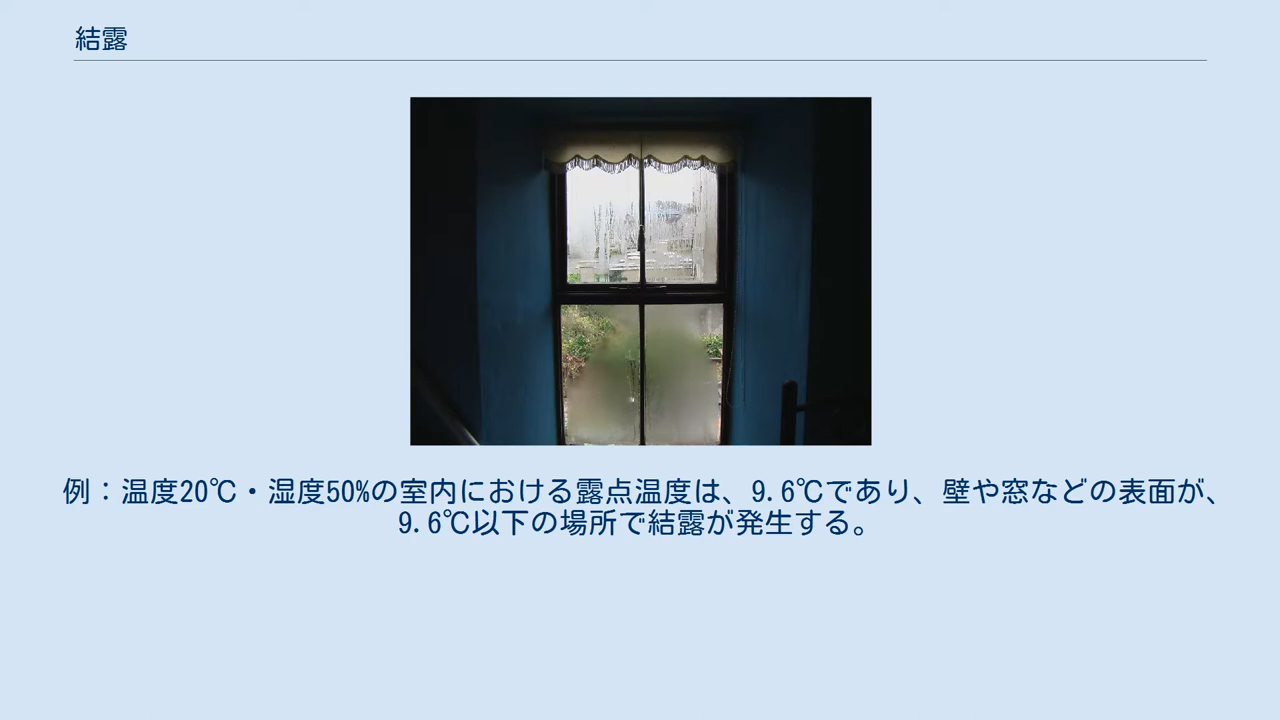 結露
例：温度20℃・湿度50%の室内における露点温度は、9.6℃であり、壁や窓などの表面が、
9.6℃以下の場所で結露が発生する。